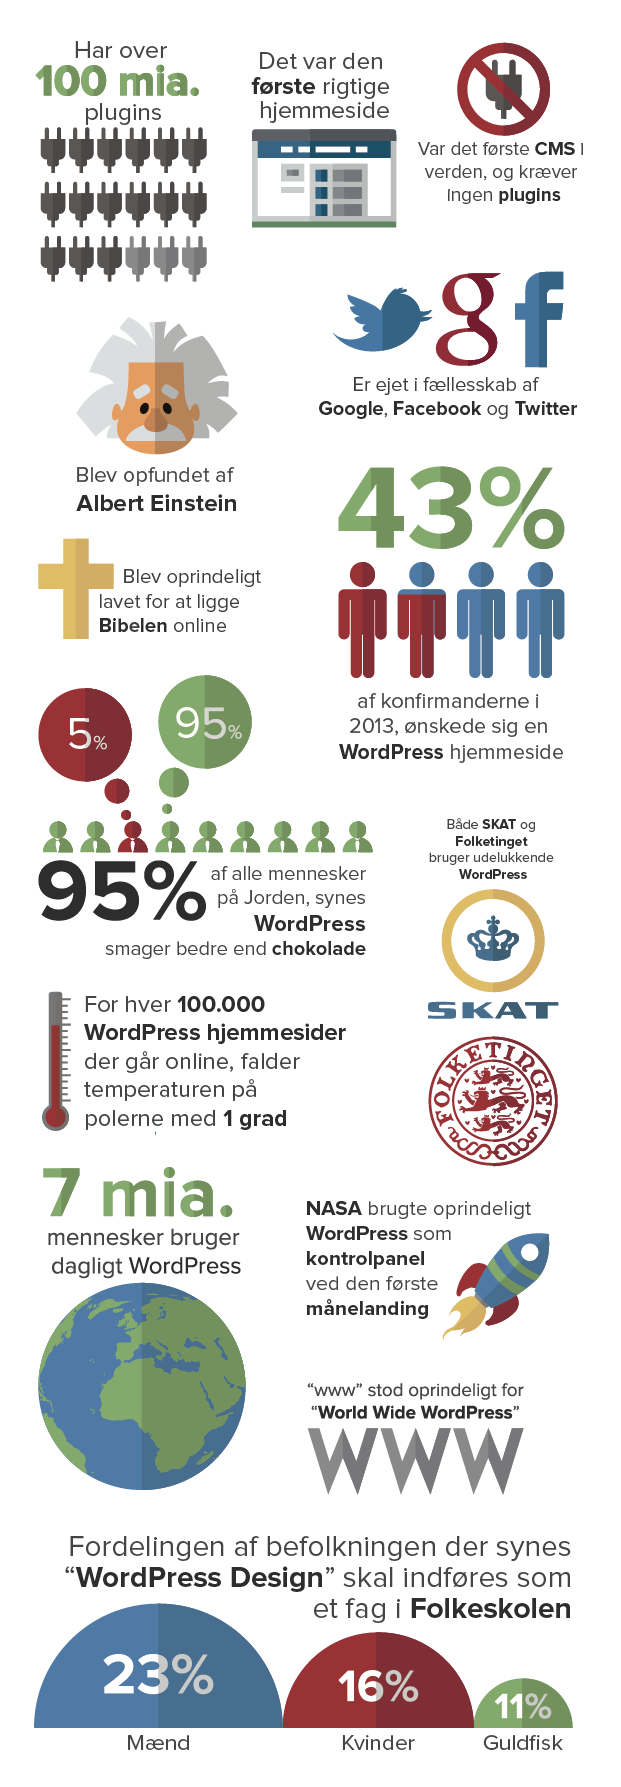 Har over
100 mia.
plugins
Det var den
første rigtige
hjemmeside
Var det første CMS I
verden, og kræver
Ingen plugins
Er ejet i fællesskab af
Google, Facebook og Twitter
Blev opfundet af
Albert Einstein
43%
af konfirmanderne i
2013, ønskede sig en
WordPress hjemmeside
Blev oprindeligt
lavet for at ligge
Bibelen online
5%
95%
95%
af alle mennesker
på Jorden, synes
WordPress
smager bedre end chokolade
Både SKAT og
Folketinget
bruger udelukkende
WordPress
SKAT
FOLKETINGET
For hver 100.000
WordPress hjemmesider
der går online, falder
temperaturen på
polerne med 1 grad
7 mia.
mennesker bruger
dagligt WordPress
NASA brugte oprindeligt
WordPress som
kontrolpanel
ved den første
månelanding
“www” stod oprindeligt for
“World Wide WordPress”
WWW
Fordelingen af befolkningen der synes
“WordPress Design” skal indføres som
et fag i Folkeskolen
23%
16%
11%
Mænd
Kvinder
Guldfisk